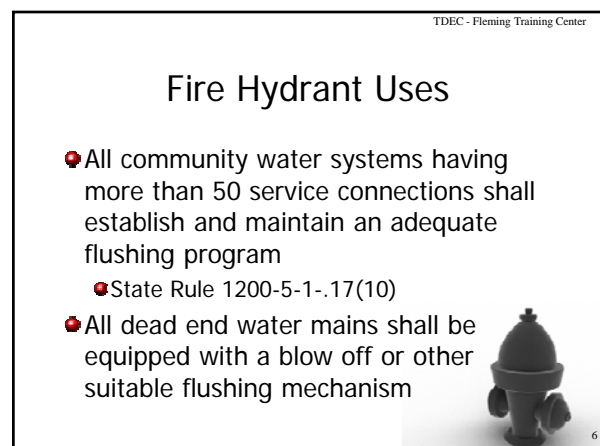 TDEC - Fleming Training Center
Fire Hydrant Uses
All community water systems having
more than 50 service connections shall
establish and maintain an adequate
flushing program
State Rule 1200-5-1-.17(10)
All dead end water mains shall be
equipped with a blow off or other
suitable flushing mechanism
6